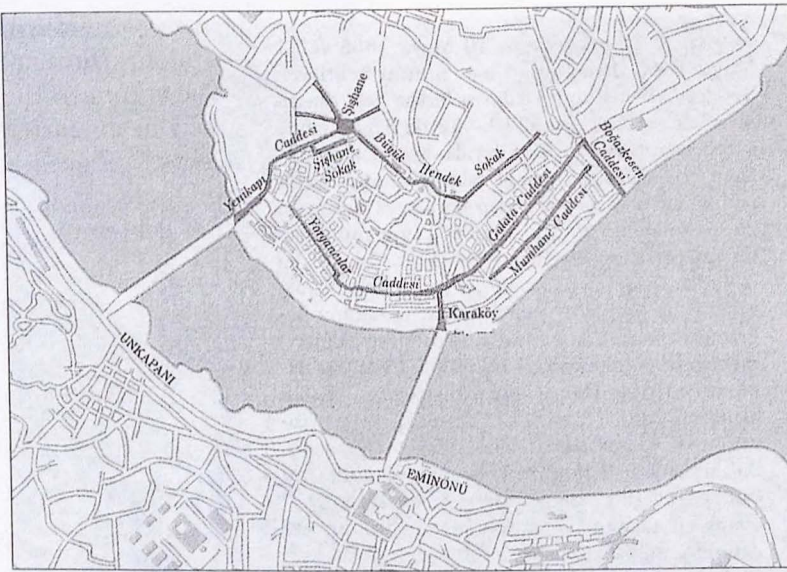 Şişhane
Caddesi
Büyük
Hendek
Sokak
Şişhane
Sokak
Yenikapı
Boğazkesen
Caddesi
Galata Caddesi
Mumhane Caddesi
Yorgancılar
Caddesi
Karaköy
UNKAPANI
EMİNÖNÜ